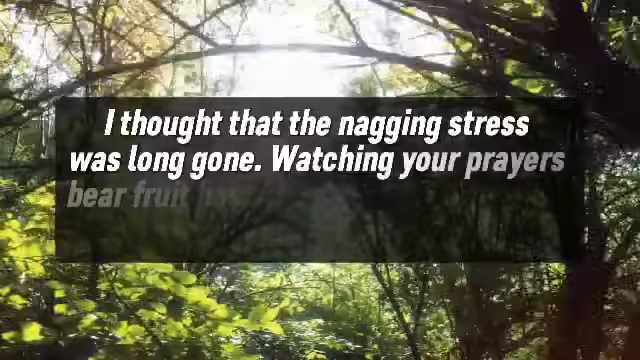 I thought that the nagging stress
was long gone. Watching your prayers
bear fruit